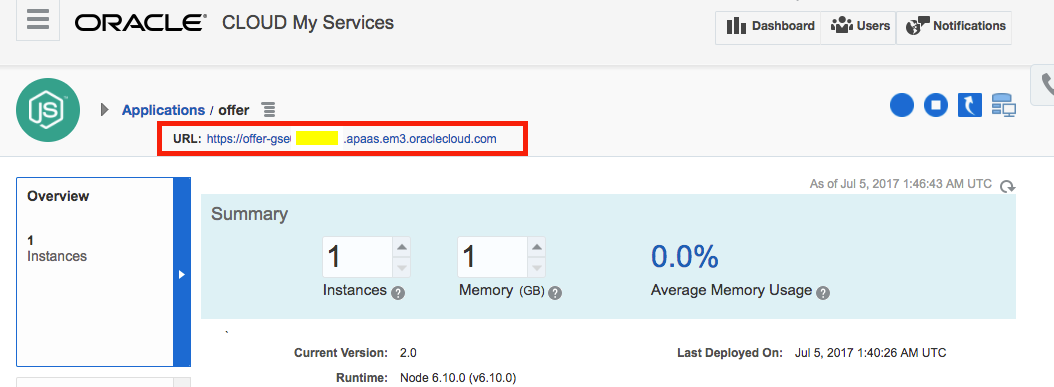 ORACLE® CLOUD My Services
Dashboard Users Notifications
JS
Applications / offer
URL: https://offer-gse .apaas.em3.oraclecloud.com
As of Jul 5, 2017 1:46:43 AM UTC
Overview
1
Instances
Summary
1 1 0.0%
Instances ? Memory (GB) ? Average Memory Usage ?
Current Version: 2.0 Last Deployed On: Jul 5, 2017 1:40:26 AM UTC
Runtime: Node 6.10.0 (v6.10.0)